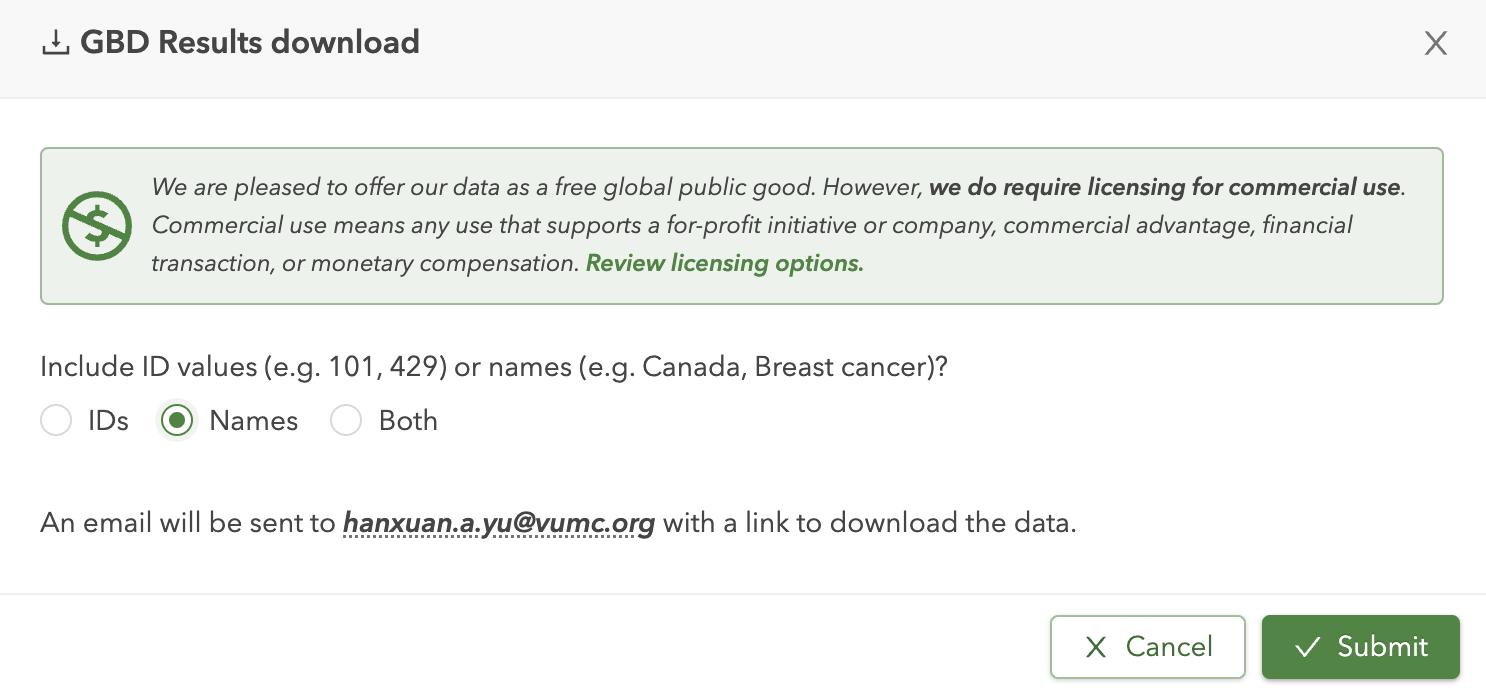 GBD Results download
We are pleased to offer our data as a free global public good. However, we do require licensing for commercial use.
Commercial use means any use that supports a for-profit initiative or company, commercial advantage, financial
transaction, or monetary compensation. Review licensing options.
Include ID values (e.g. 101, 429) or names (e.g. Canada, Breast cancer)?
IDs Names Both
An email will be sent to hanxuan.a.yu@vumc.org with a link to download the data.
Cancel Submit